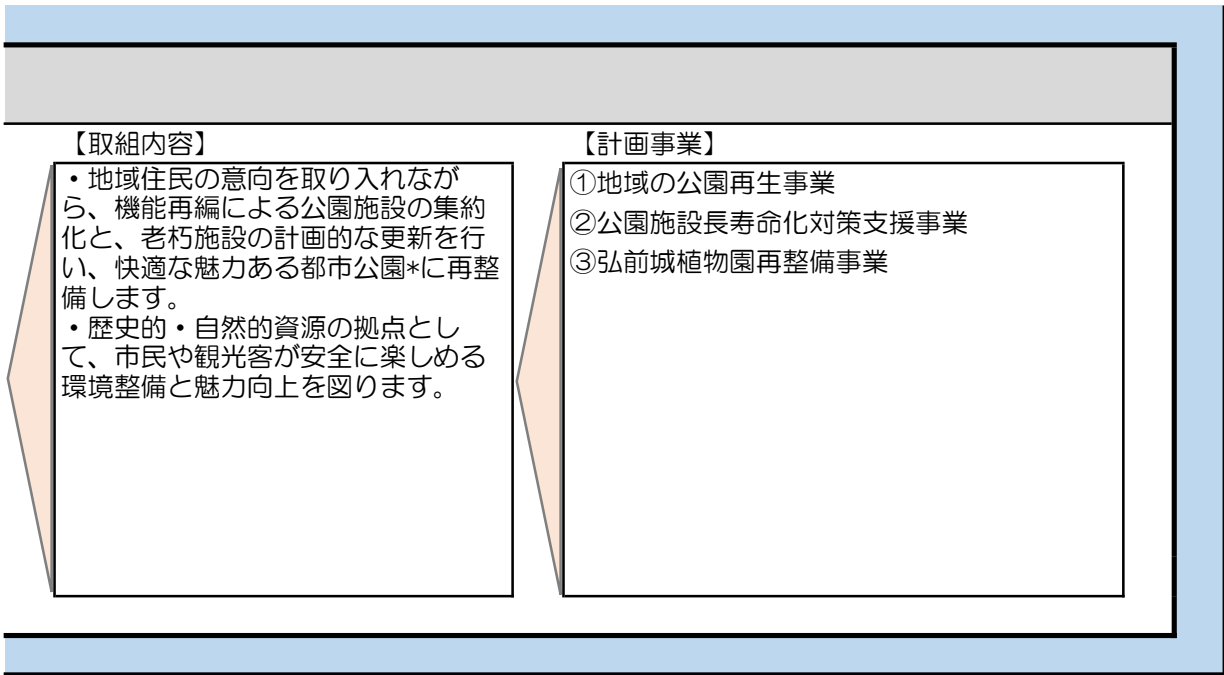 【取組内容】
・地域住民の意向を取り入れなが
ら、機能再編による公園施設の集約
化と、老朽施設の計画的な更新を行
い、快適な魅力ある都市公園*に再整
備します。
・歴史的・自然的資源の拠点とし
て、市民や観光客が安全に楽しめる
環境整備と魅力向上を図ります。
【計画事業】
①地域の公園再生事業
②公園施設長寿命化対策支援事業
③弘前城植物園再整備事業